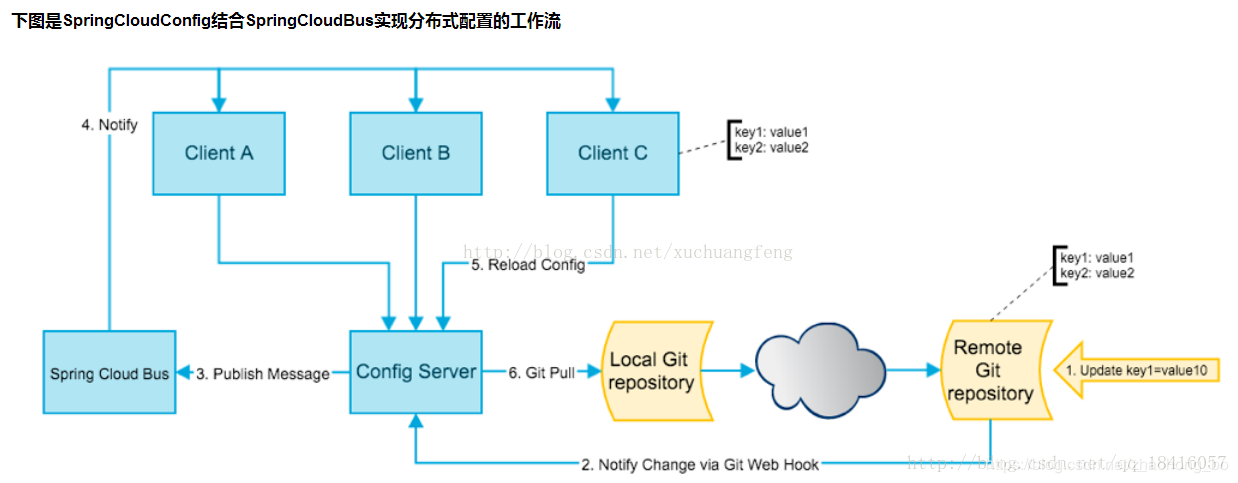 下图是SpringCloudConfig结合SpringCloudBus实现分布式配置的工作流
4. Notify
Client A
Client B
Client C
key1: value1
key2: value2
http://blog.csdn.net/xuchuangfeng
5. Reload Config
key1: value1
key2: value2
Spring Cloud Bus
3. Publish Message
Config Server
6. Git Pull
Local Git
repository
Remote
Git
repository
1. Update key1=value10
2. Notify Change via Git Web Hook
http://blog.csdn.net/qq_18416057